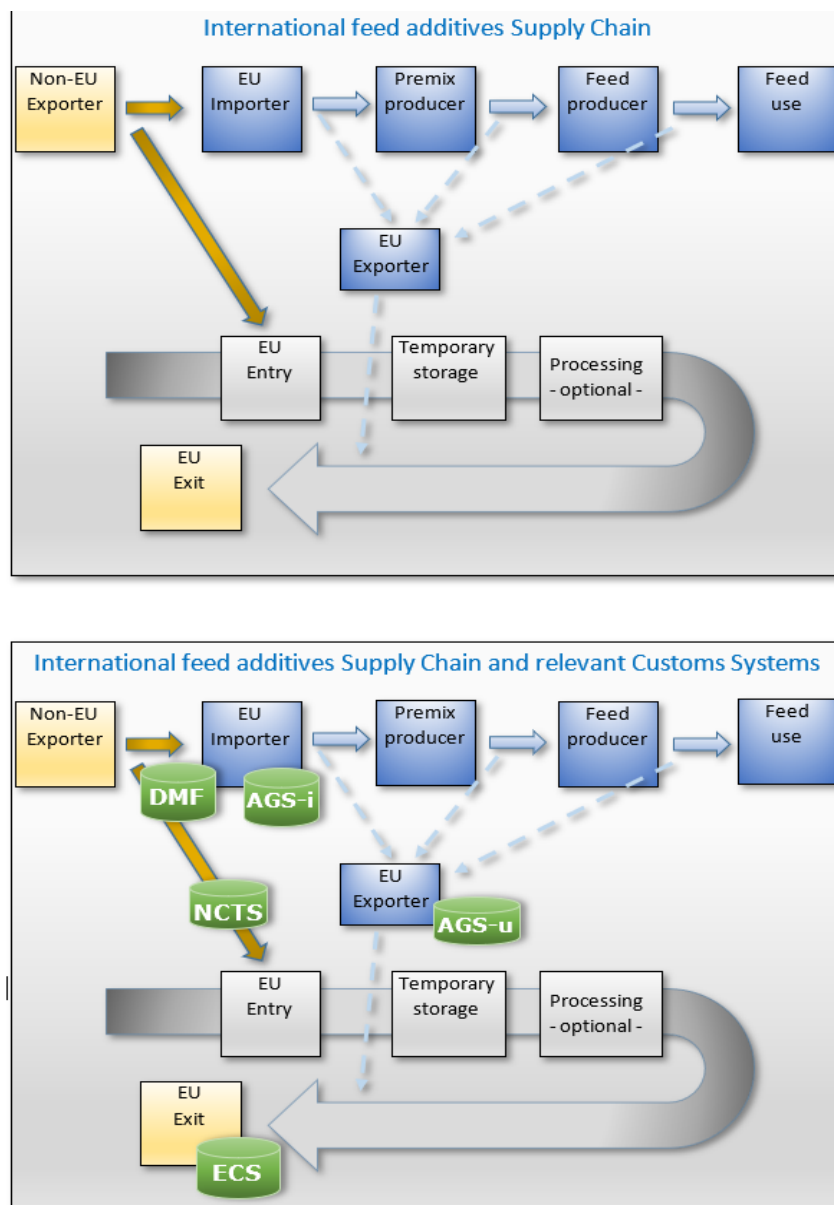 International feed additives Supply Chain
Non-EU
Exporter
EU
Importer
Premix
producer
Feed
producer
Feed
use
EU
Exporter
EU
Entry
Temporary
storage
Processing
- optional -
EU
Exit
International feed additives Supply Chain and relevant Customs Systems
Non-EU
Exporter
EU
Importer
Premix
producer
Feed
producer
Feed
use
DMF
AGS-i
NCTS
EU
Exporter
AGS-u
EU
Entry
Temporary
storage
Processing
- optional -
EU
Exit
ECS